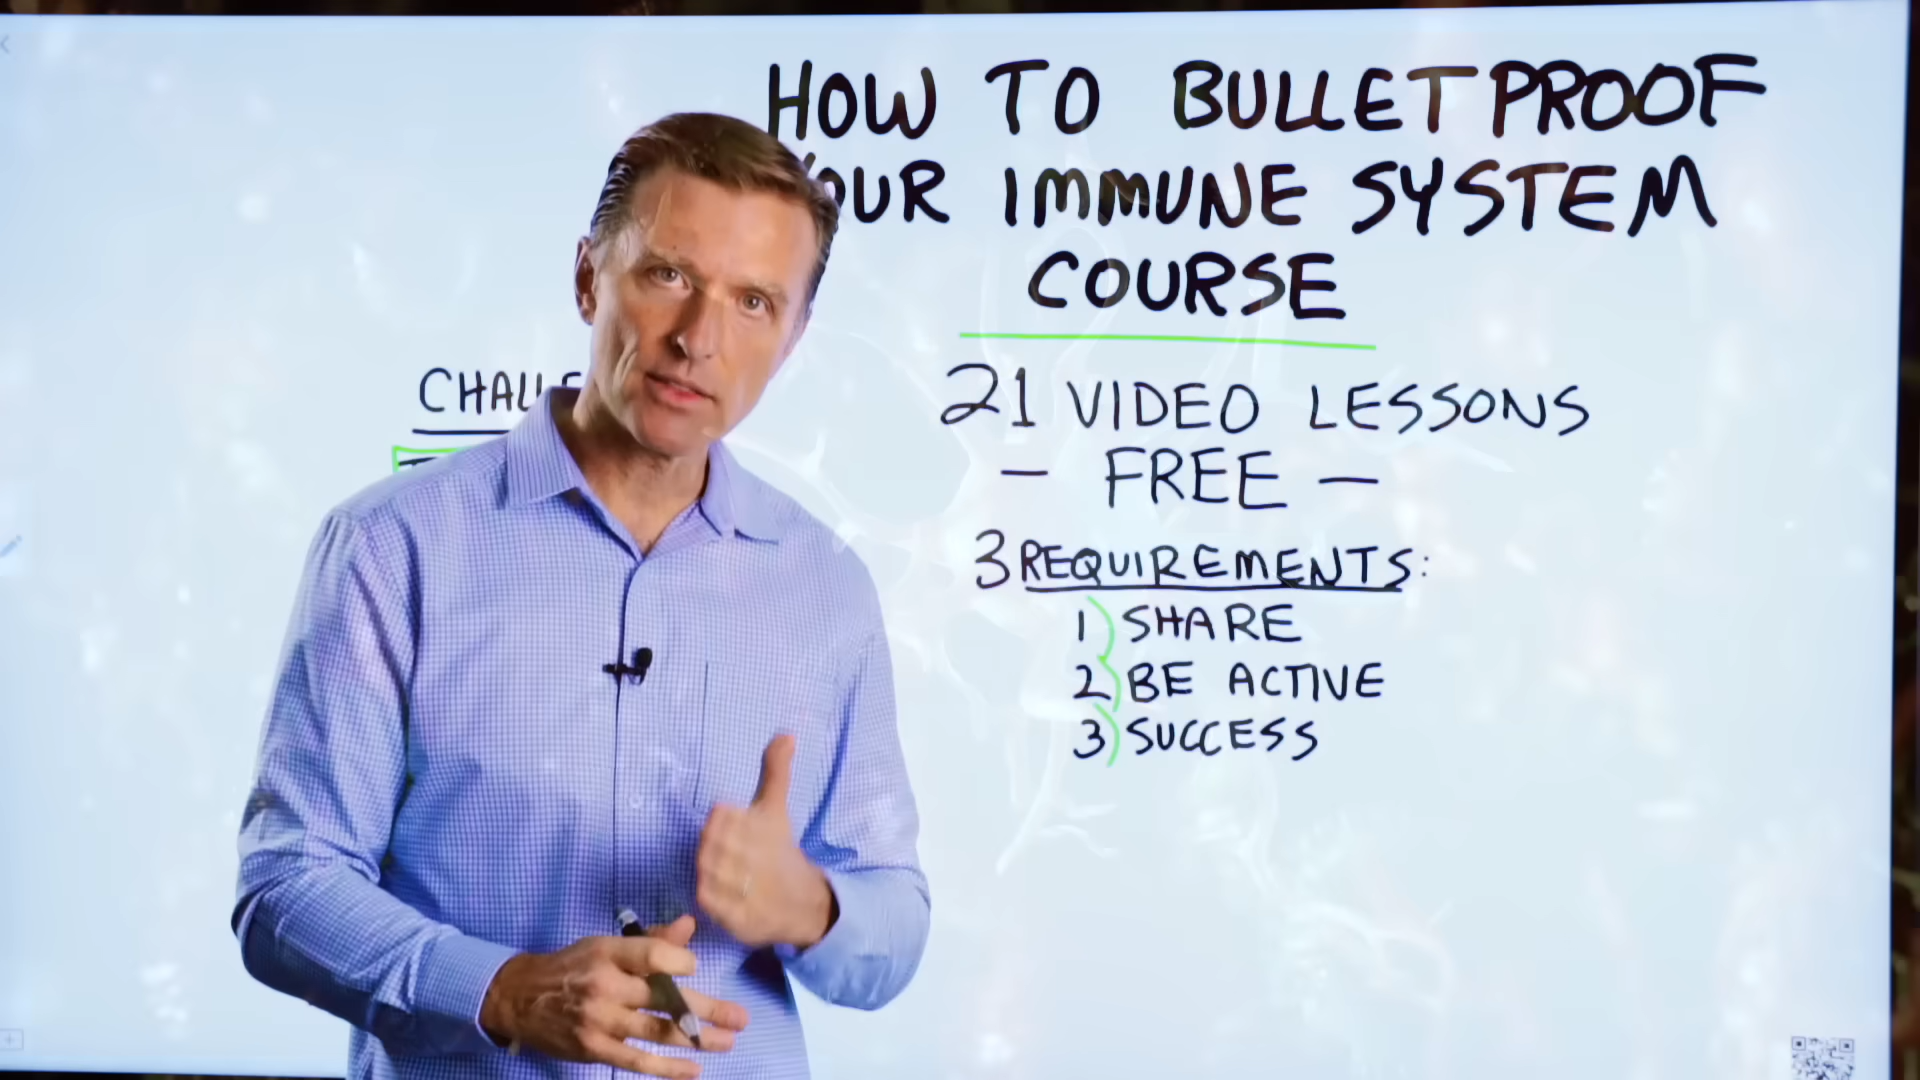 HOW TO BULLETPROOF
YOUR IMMUNE SYSTEM
COURSE
21 VIDEO LESSONS
- FREE -
3 REQUIREMENTS:
1) SHARE
2) BE ACTIVE
3) SUCCESS